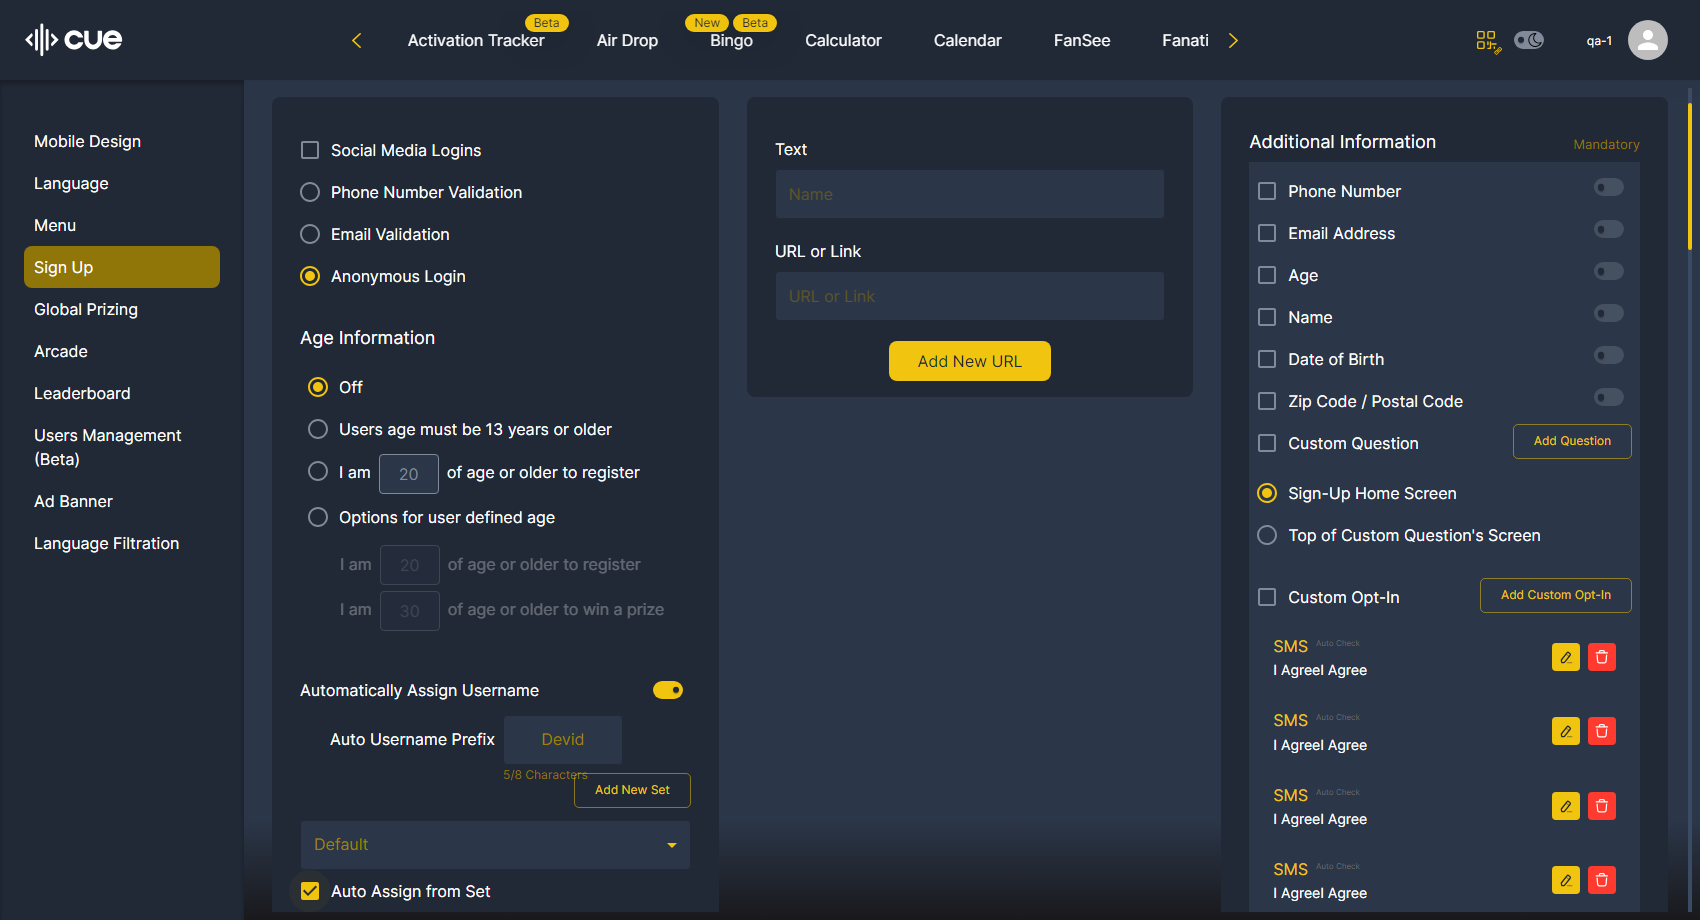 cue
Beta
New
Beta
Activation Tracker
Air Drop
Bingo
Calculator
Calendar
FanSee
Fanati
qa-1
Mobile Design
Language
Menu
Sign Up
Global Prizing
Arcade
Leaderboard
Users Management
(Beta)
Ad Banner
Language Filtration
Social Media Logins
Phone Number Validation
Email Validation
Anonymous Login
Age Information
Off
Users age must be 13 years or older
I am 20 of age or older to register
Options for user defined age
I am 20 of age or older to register
I am 30 of age or older to win a prize
Automatically Assign Username
Auto Username Prefix Devid
5/8 Characters
Add New Set
Default
Auto Assign from Set
Text
Name
URL or Link
URL or Link
Add New URL
Additional Information
Mandatory
Phone Number
Email Address
Age
Name
Date of Birth
Zip Code / Postal Code
Custom Question
Add Question
Sign-Up Home Screen
Top of Custom Question's Screen
Custom Opt-In
Add Custom Opt-In
SMS Auto Check
I AgreeI Agree
SMS Auto Check
I AgreeI Agree
SMS Auto Check
I AgreeI Agree
SMS Auto Check
I AgreeI Agree